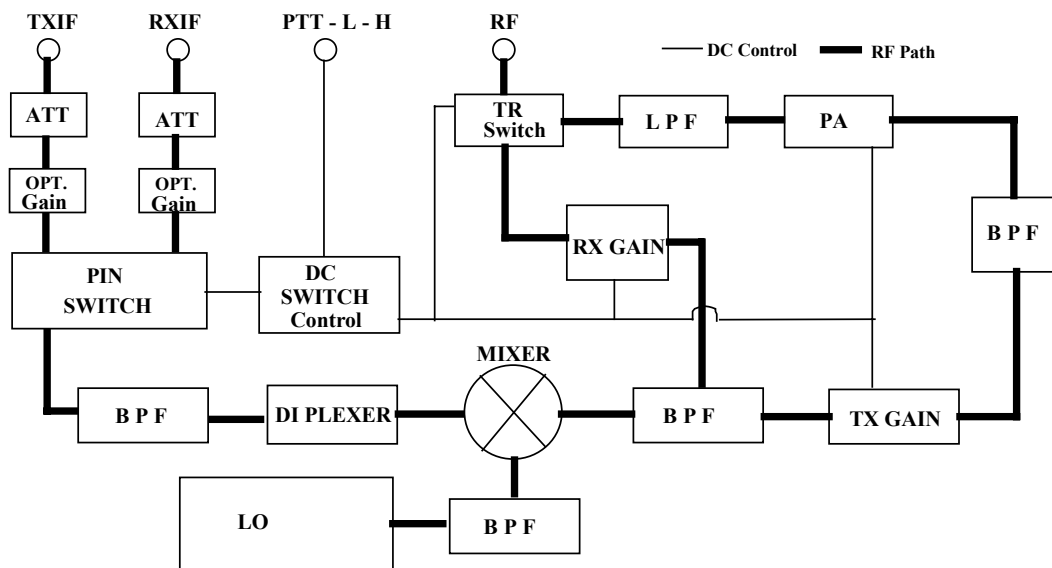 TXIF
RXIF
PTT - L - H
RF
DC Control
RF Path
ATT
ATT
TR
Switch
L P F
PA
OPT.
Gain
OPT.
Gain
B P F
RX GAIN
PIN
SWITCH
DC
SWITCH
Control
MIXER
B P F
DI PLEXER
B P F
TX GAIN
LO
B P F